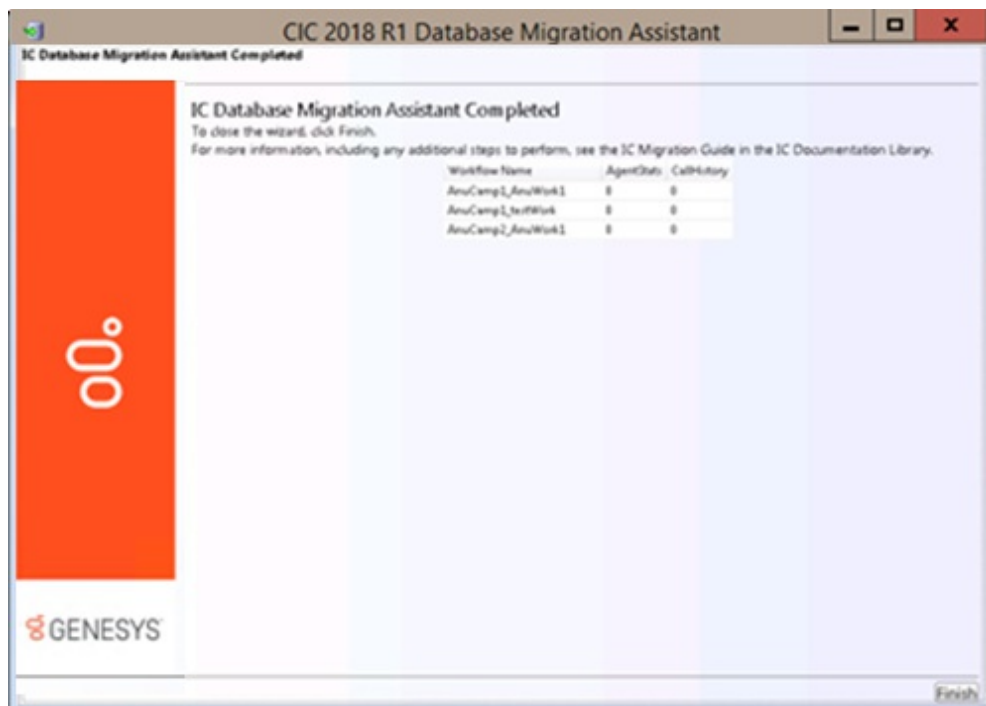 CIC 2018 R1 Database Migration Assistant
IC Database Migration Assistant Completed
IC Database Migration Assistant Completed
To close the wizard, click Finish.
For more information, including any additional steps to perform, see the IC Migration Guide in the IC Documentation Library.
Workflow Name AgentStats CallHistory
AnuCamp1_AnuWork1 0 0
AnuCamp1_testWork 0 0
AnuCamp2_AnuWork1 0 0
GENESYS
Finish